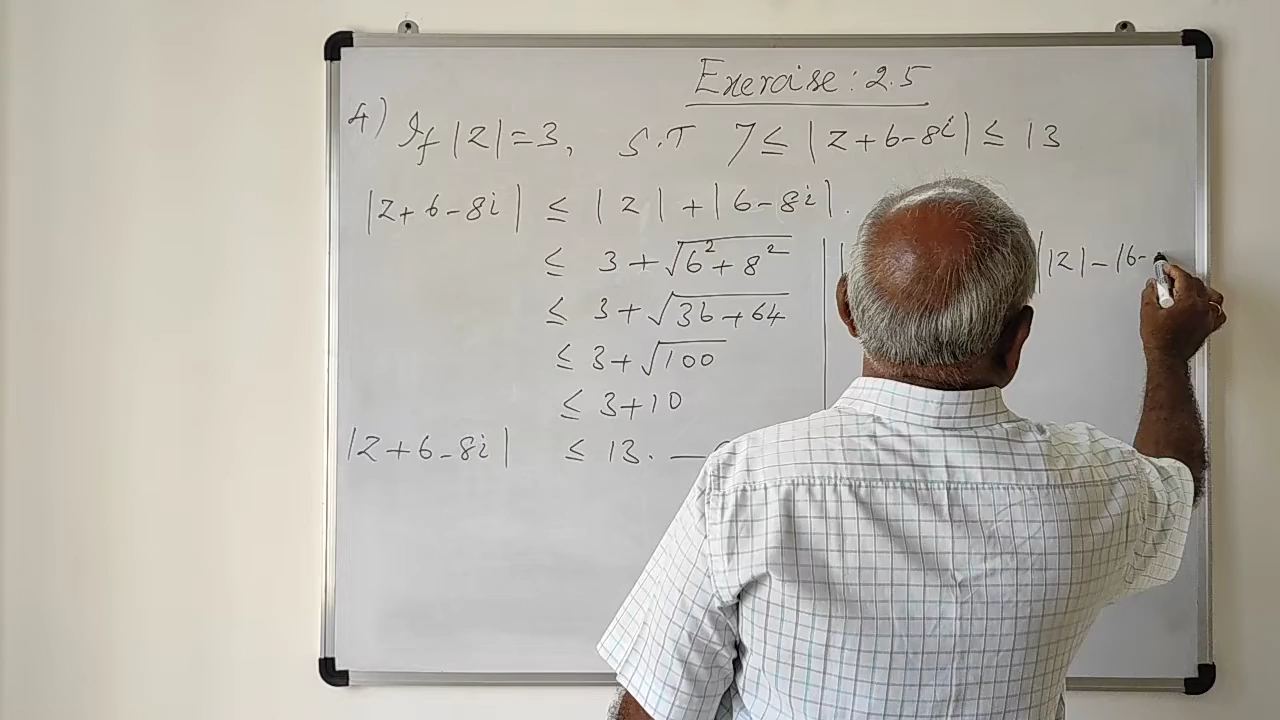 Exercise: 2.5
4) If |z|=3, S.T 7≤|z+6-8i|≤13
|z+6-8i| ≤ |z|+|6-8i|.
≤ 3+√6²+8²
≤ 3+√36+64
≤ 3+√100
≤ 3+10
|z+6-8i| ≤ 13. —
||z|-|6-